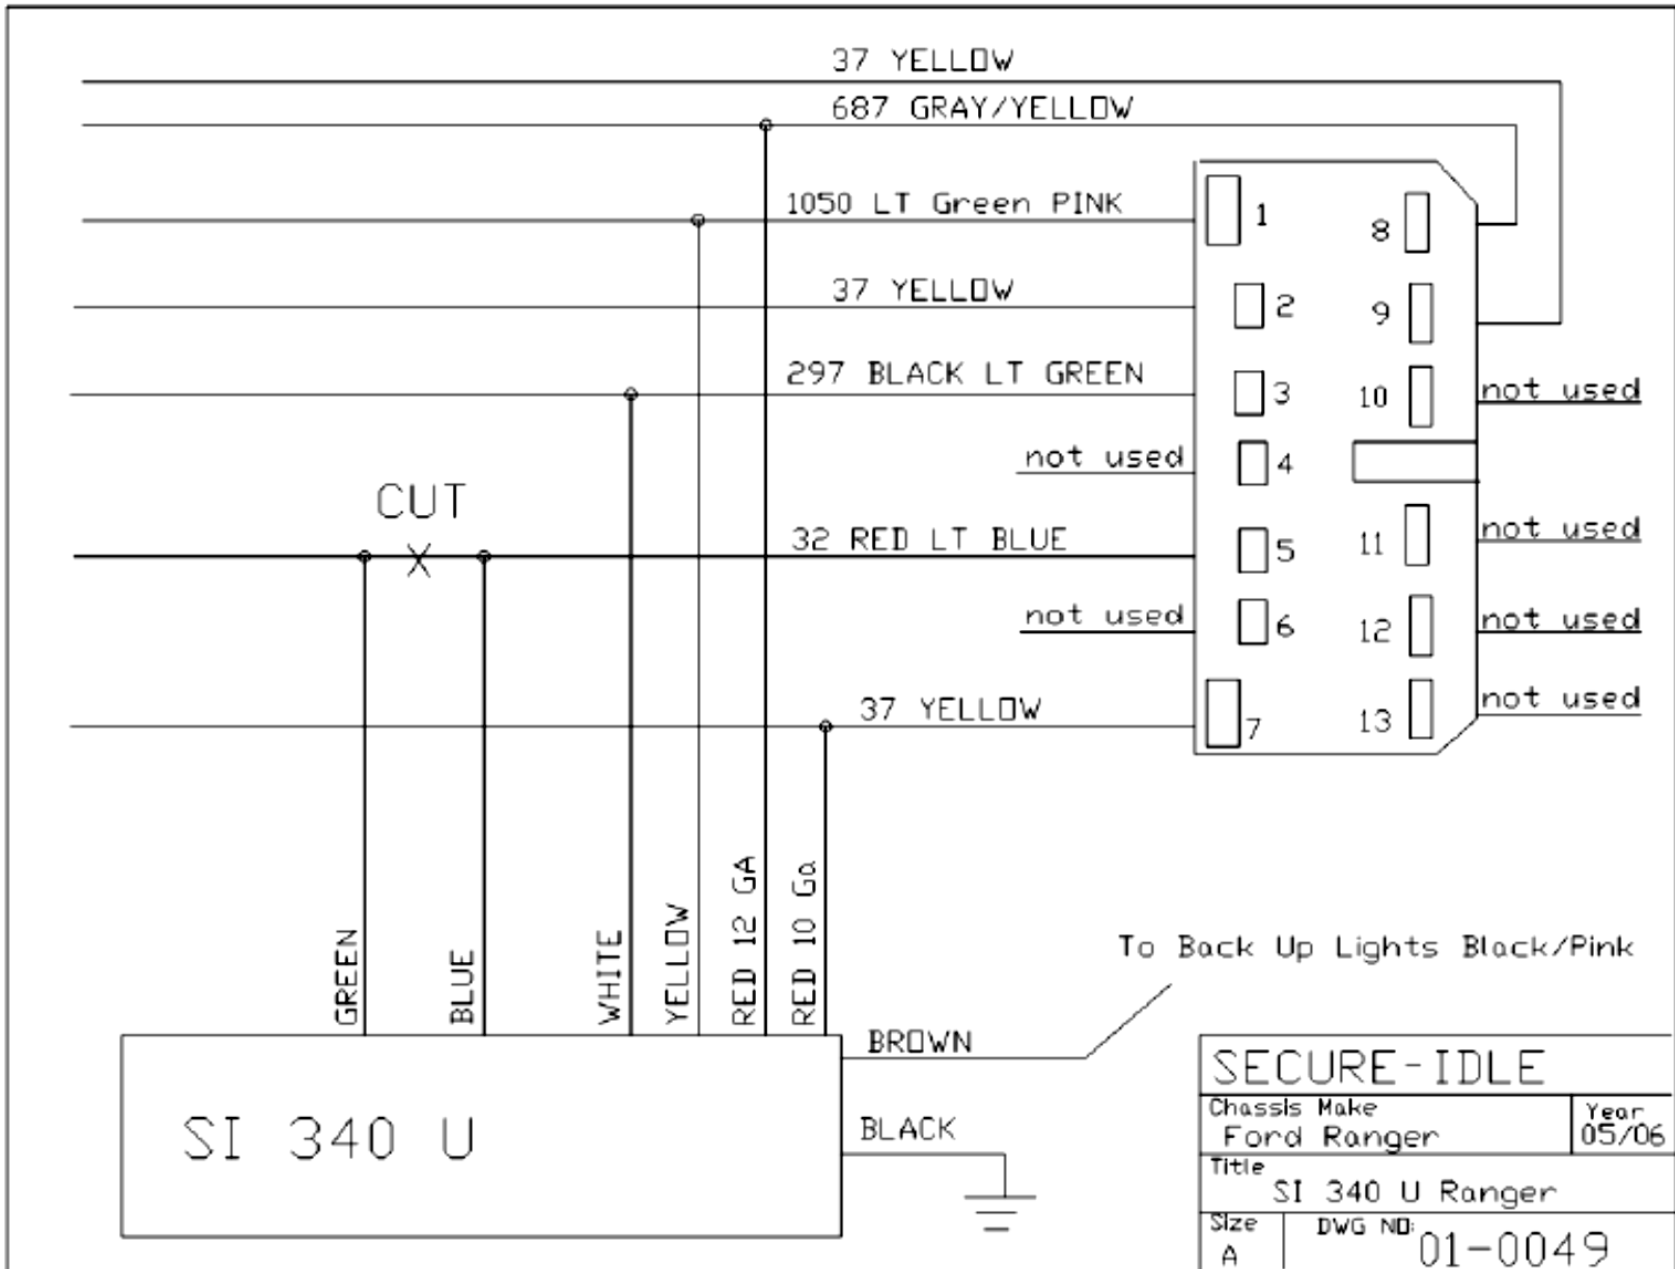 37 YELLOW
687 GRAY/YELLOW
1050 LT Green PINK
1
8
37 YELLOW
2
9
297 BLACK LT GREEN
3
10
not used
not used
4
CUT
X
32 RED LT BLUE
5
11
not used
not used
6
12
not used
37 YELLOW
7
13
not used
GREEN
BLUE
WHITE
YELLOW
RED 12 GA
RED 10 Ga
To Back Up Lights Black/Pink
BROWN
BLACK
SI 340 U
SECURE-IDLE
Chassis Make
Ford Ranger
Year
05/06
Title
SI 340 U Ranger
Size
A
DWG NO:
01-0049